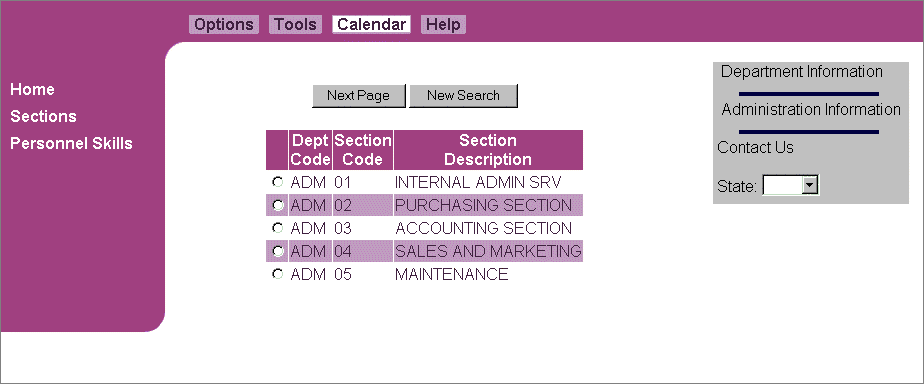 Options Tools Calendar Help
Home
Sections
Personnel Skills
Next Page New Search
Dept Section Section
Code Code Description
ADM 01 INTERNAL ADMIN SRV
ADM 02 PURCHASING SECTION
ADM 03 ACCOUNTING SECTION
ADM 04 SALES AND MARKETING
ADM 05 MAINTENANCE
Department Information
Administration Information
Contact Us
State: